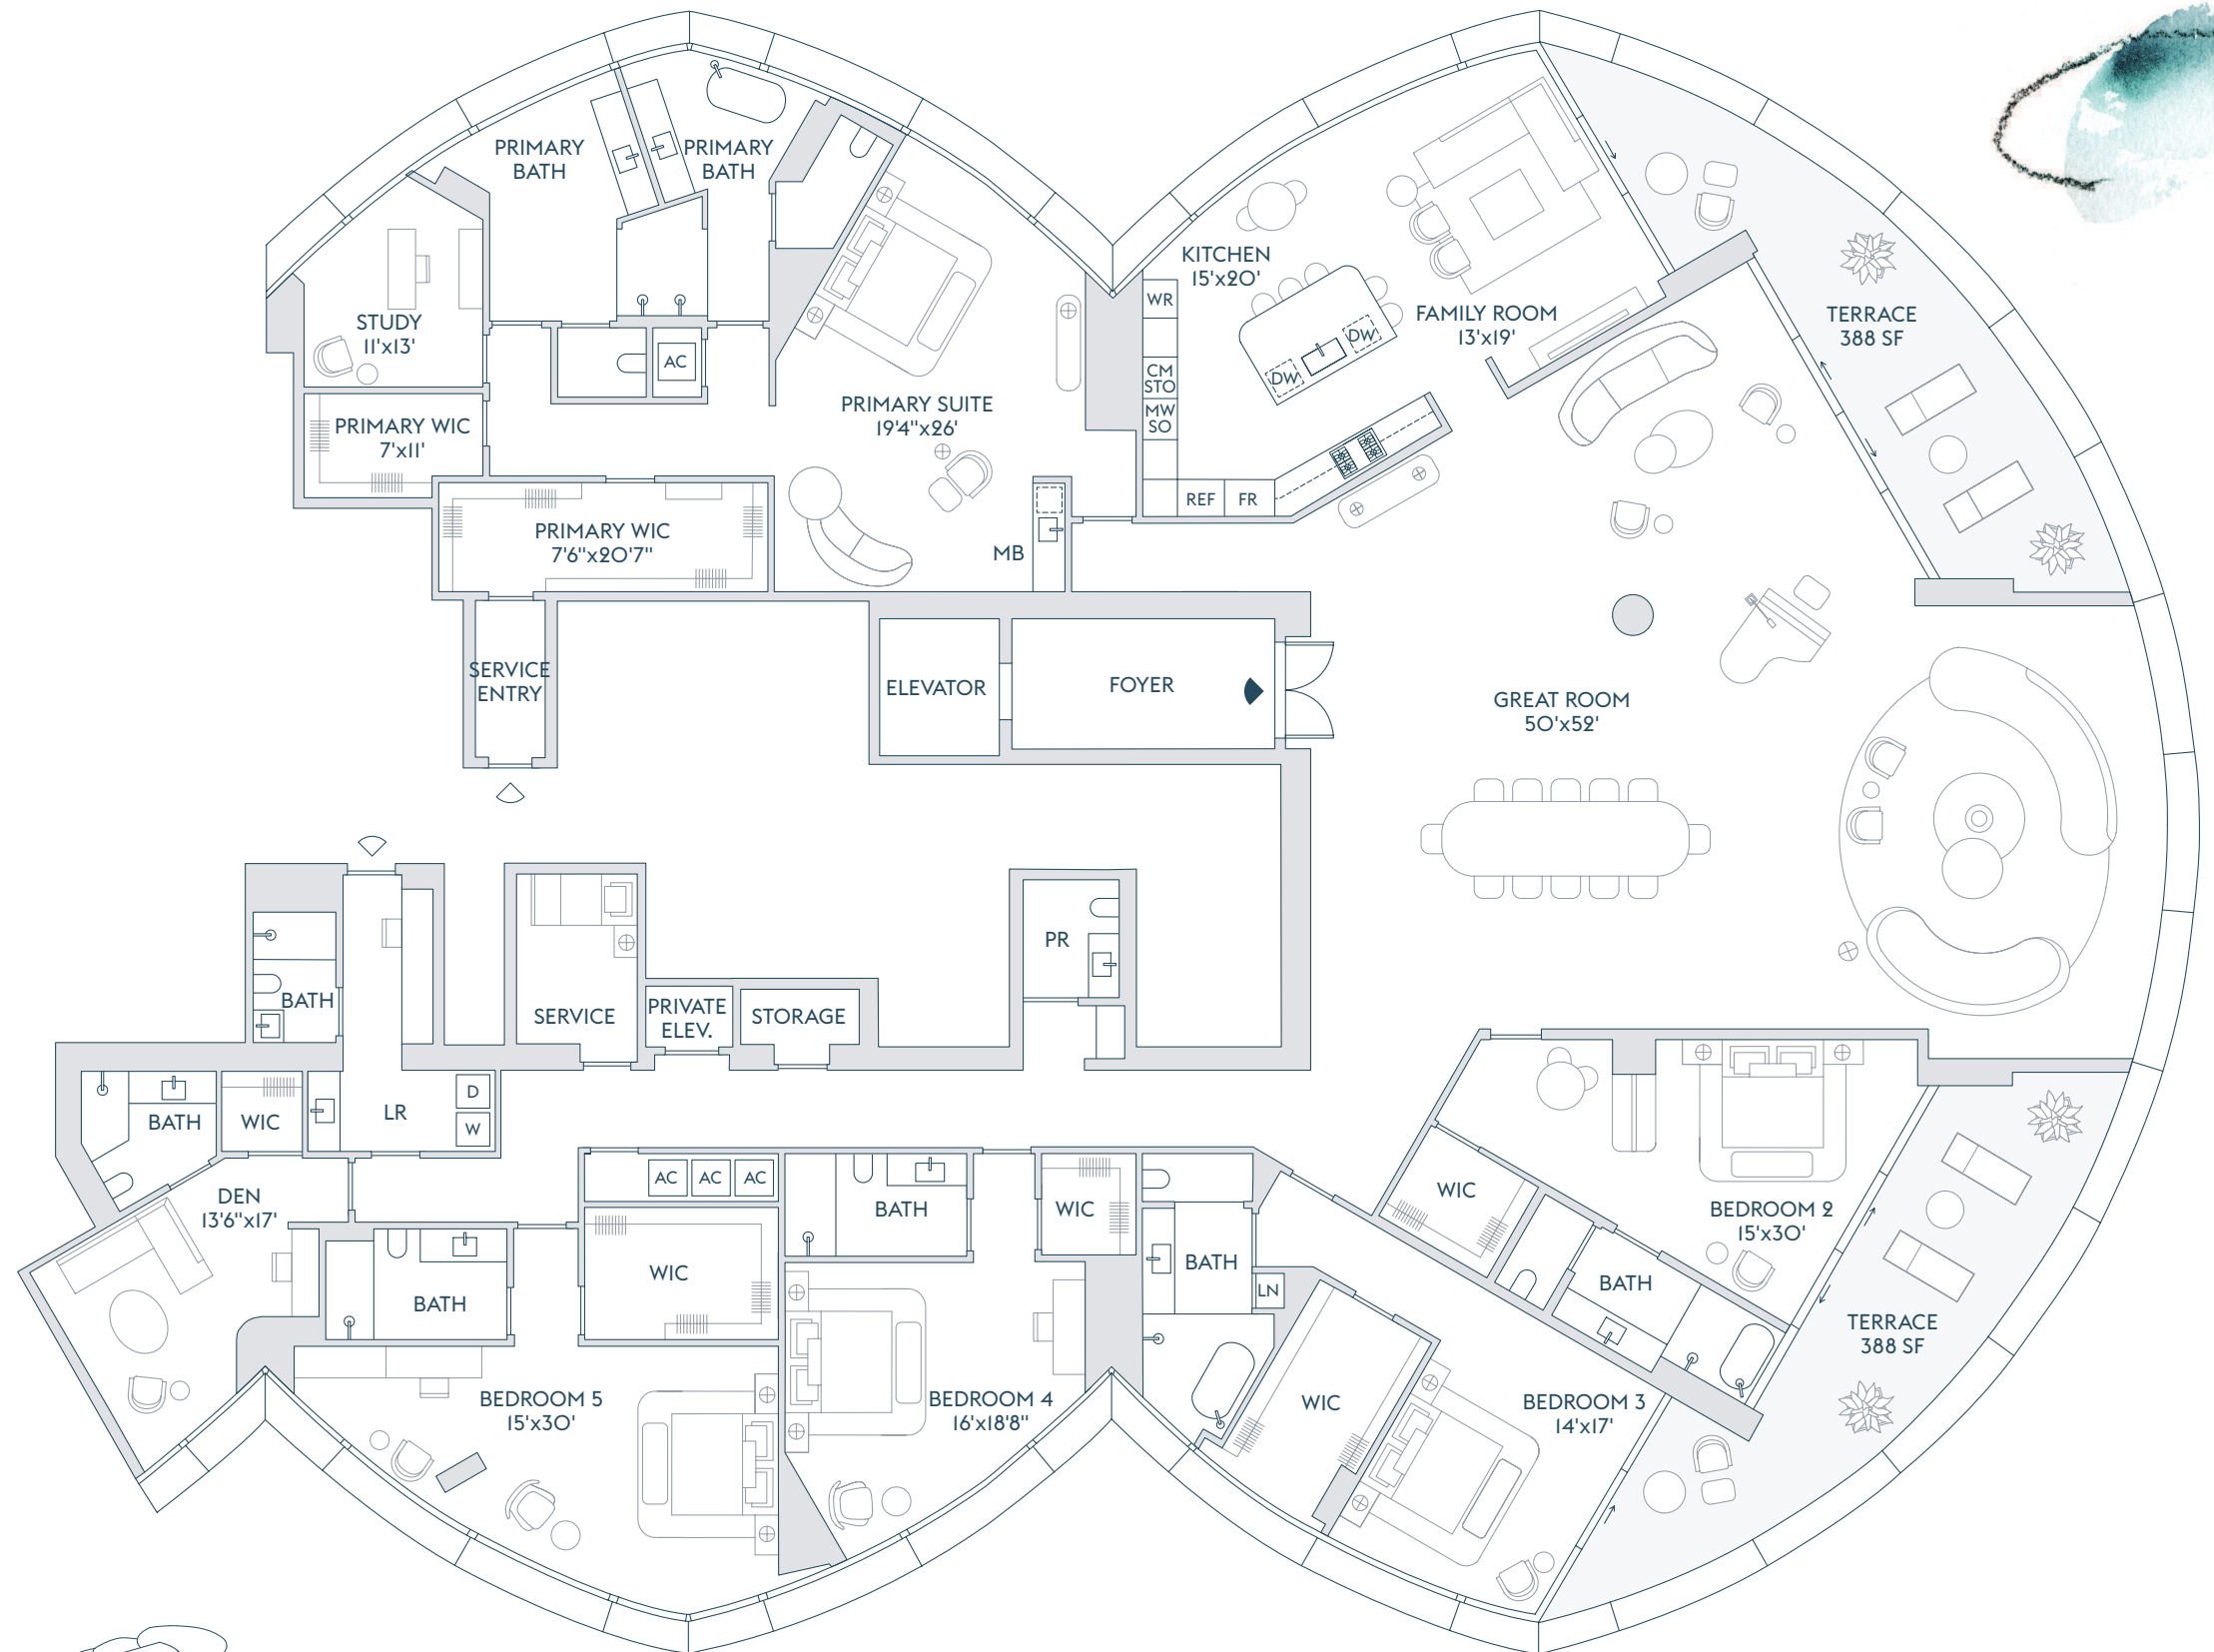 PRIMARY
BATH
PRIMARY
BATH
STUDY
11'x13'
AC
PRIMARY WIC
7'x11'
PRIMARY SUITE
19'4"x26'
PRIMARY WIC
7'6"x20'7"
MB
KITCHEN
15'x20'
WR
CM
STO
MW
SO
REF
FR
DW
DW
FAMILY ROOM
13'x19'
TERRACE
388 SF
SERVICE
ENTRY
ELEVATOR
FOYER
GREAT ROOM
50'x52'
BATH
SERVICE
PRIVATE
ELEV.
STORAGE
PR
BATH
WIC
LR
D
W
DEN
13'6"x17'
BATH
AC
AC
AC
WIC
BATH
WIC
BATH
LN
WIC
WIC
BATH
BEDROOM 2
15'x30'
TERRACE
388 SF
BEDROOM 5
15'x30'
BEDROOM 4
16'x18'8"
BEDROOM 3
14'x17'